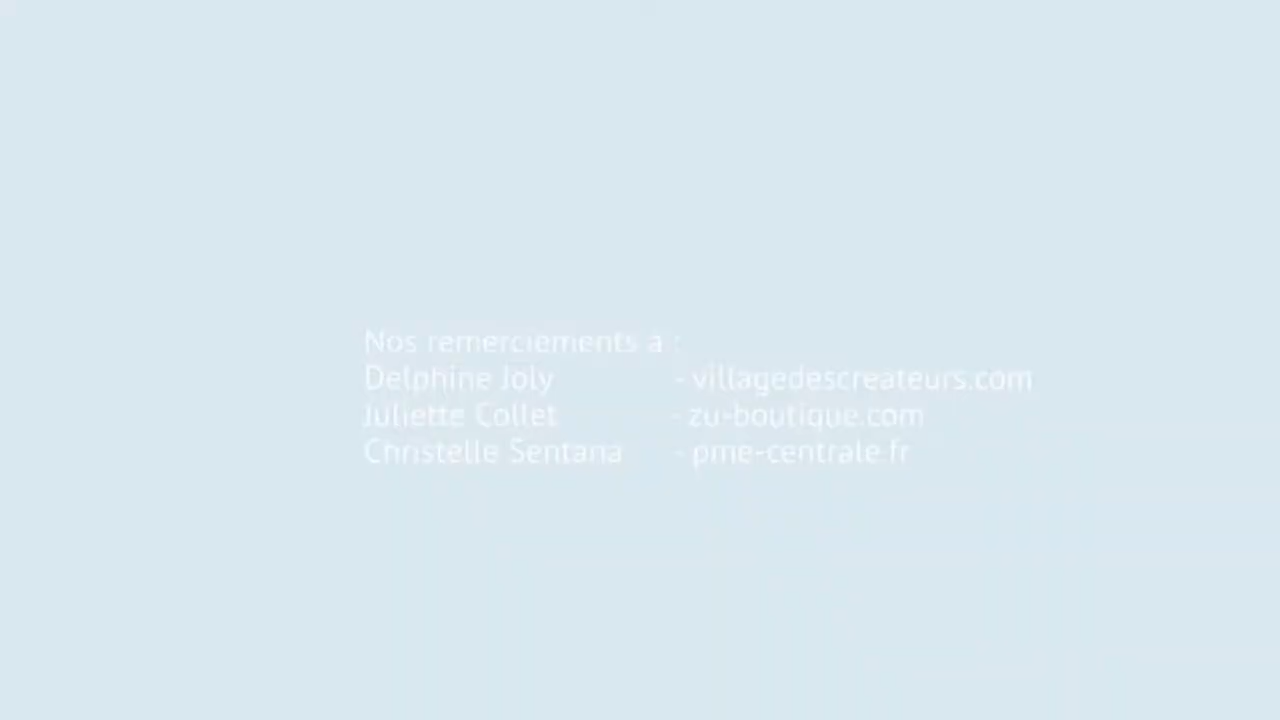 Nos remerciements à :
Delphine Joly - villagedescreateurs.com
Juliette Collet - zu-boutique.com
Christelle Sentana - pme-centrale.fr